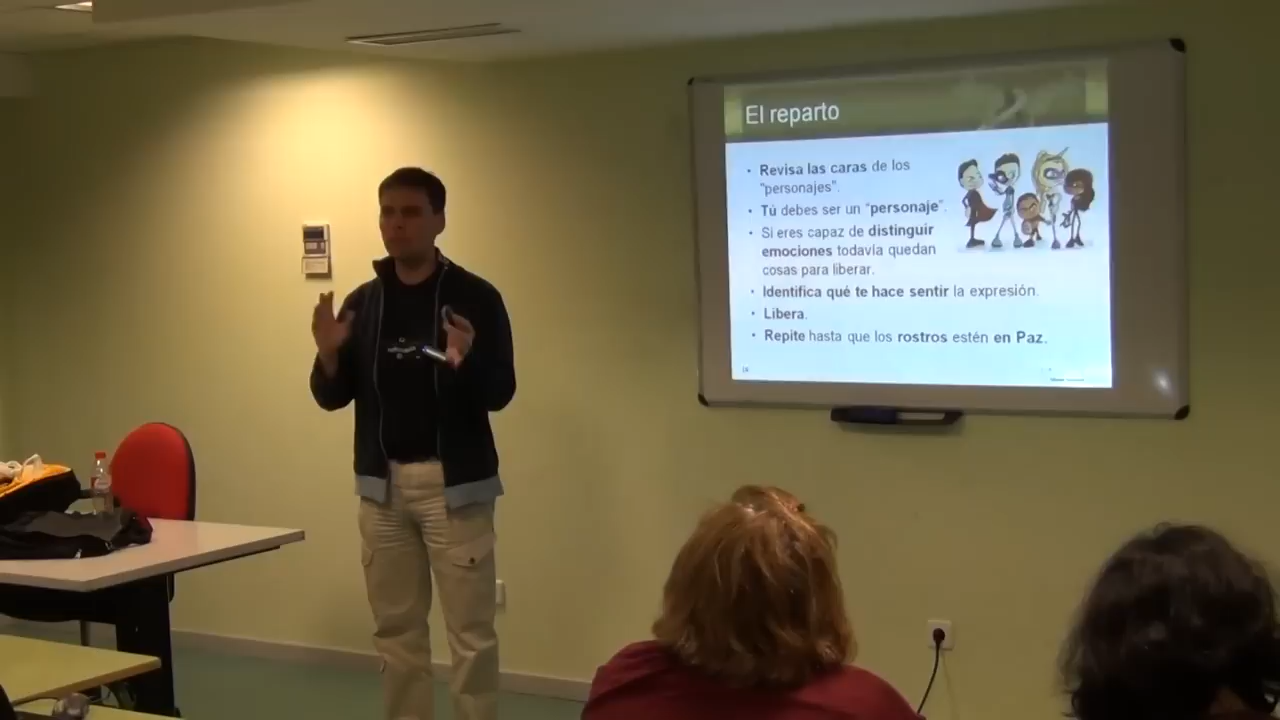 El reparto
• Revisa las caras de los
"personajes".
• Tú debes ser un "personaje".
• Si eres capaz de distinguir
emociones todavía quedan
cosas para liberar.
• Identifica qué te hace sentir la expresión.
• Libera.
• Repite hasta que los rostros estén en Paz.